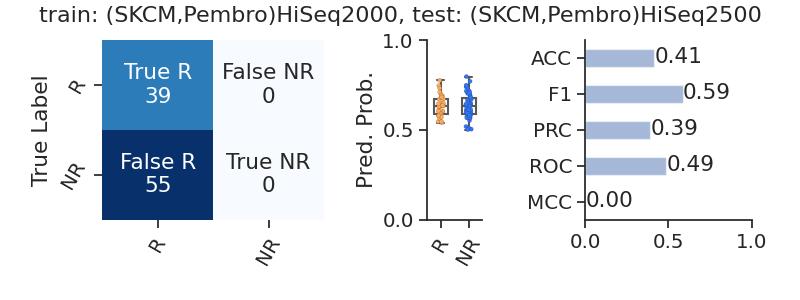 train: (SKCM,Pembro)HiSeq2000, test: (SKCM,Pembro)HiSeq2500
True Label
R
NR
True R
39
False NR
0
False R
55
True NR
0
R
NR
Pred. Prob.
1.0
0.5
0.0
R
NR
ACC
0.41
F1
0.59
PRC
0.39
ROC
0.49
MCC
0.00
0.0
0.5
1.0